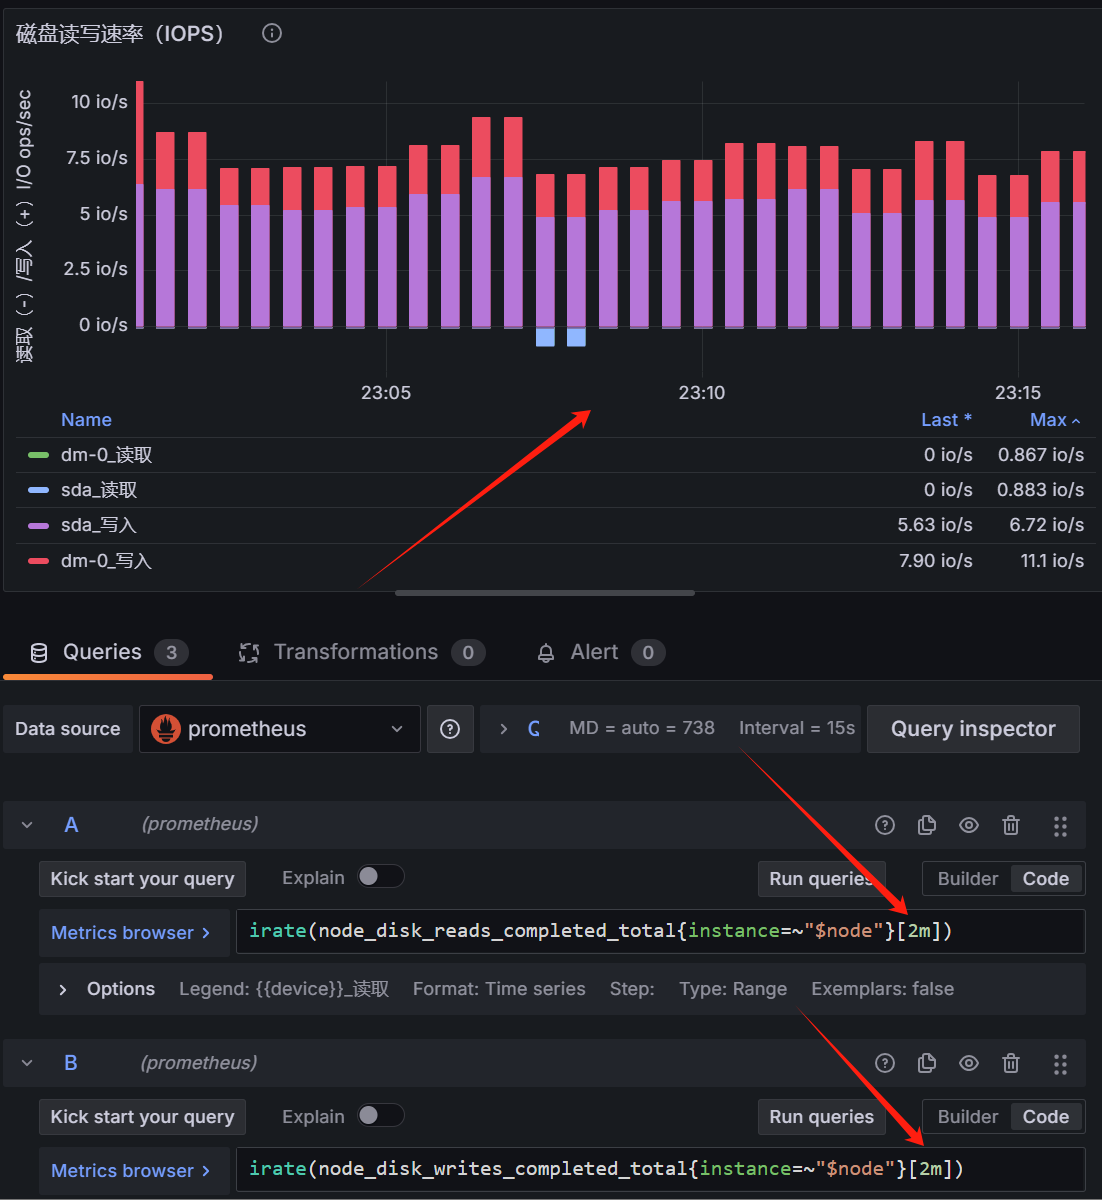 磁盘读写速率（IOPS）
读取（-）/写入（+） I/O ops/sec
10 io/s
7.5 io/s
5 io/s
2.5 io/s
0 io/s
23:05 23:10 23:15
Name Last * Max
dm-0_读取 0 io/s 0.867 io/s
sda_读取 0 io/s 0.883 io/s
sda_写入 5.63 io/s 6.72 io/s
dm-0_写入 7.90 io/s 11.1 io/s
Queries 3 Transformations 0 Alert 0
Data source prometheus MD = auto = 738 Interval = 15s Query inspector
A (prometheus)
Kick start your query Explain Run queries Builder Code
Metrics browser > irate(node_disk_reads_completed_total{instance=~"$node"}[2m])
> Options Legend: {{device}}_读取 Format: Time series Step: Type: Range Exemplars: false
B (prometheus)
Kick start your query Explain Run queries Builder Code
Metrics browser > irate(node_disk_writes_completed_total{instance=~"$node"}[2m])